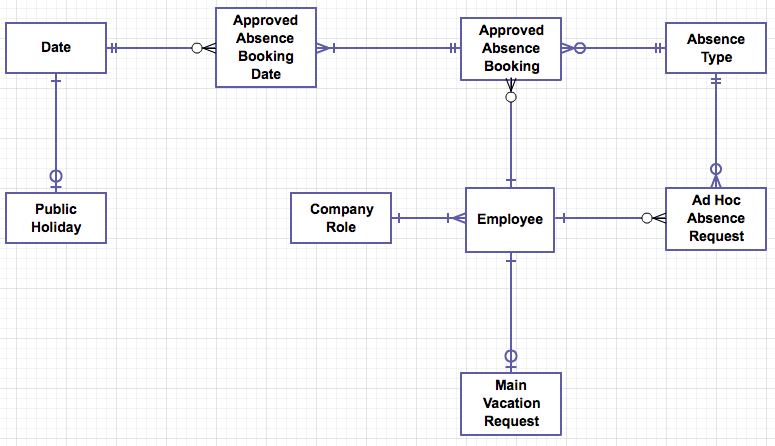 Date
Approved
Absence
Booking
Date
Approved
Absence
Booking
Absence
Type
Public
Holiday
Company
Role
Employee
Ad Hoc
Absence
Request
Main
Vacation
Request